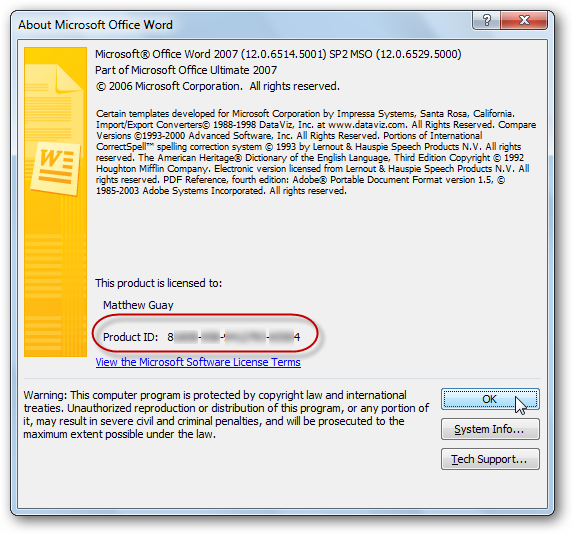 About Microsoft Office Word
Microsoft® Office Word 2007 (12.0.6514.5001) SP2 MSO (12.0.6529.5000)
Part of Microsoft Office Ultimate 2007
© 2006 Microsoft Corporation. All rights reserved.
Certain templates developed for Microsoft Corporation by Impressa Systems, Santa Rosa, California.
Import/Export Converters© 1988-1998 DataViz, Inc. at www.dataviz.com. All Rights Reserved. Compare
Versions ©1993-2000 Advanced Software, Inc. All Rights Reserved. Portions of International
CorrectSpell™ spelling correction system © 1993 by Lernout & Hauspie Speech Products N.V. All rights
reserved. The American Heritage® Dictionary of the English Language, Third Edition Copyright © 1992
Houghton Mifflin Company. Electronic version licensed from Lernout & Hauspie Speech Products N.V. All
rights reserved. PDF Reference, fourth edition: Adobe® Portable Document Format version 1.5, ©
1985-2003 Adobe Systems Incorporated. All rights reserved.
This product is licensed to:
Matthew Guay
Product ID: 8 - - - 4
View the Microsoft Software License Terms
Warning: This computer program is protected by copyright law and international
treaties. Unauthorized reproduction or distribution of this program, or any portion of
it, may result in severe civil and criminal penalties, and will be prosecuted to the
maximum extent possible under the law.
OK
System Info...
Tech Support...